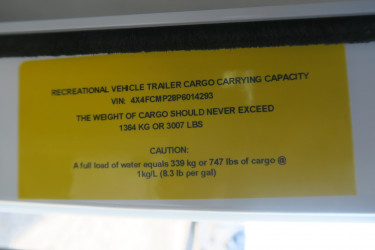 RECREATIONAL VEHICLE TRAILER CARGO CARRYING CAPACITY
VIN: 4X4FCMP28P6014293
THE WEIGHT OF CARGO SHOULD NEVER EXCEED
1364 KG OR 3007 LBS
CAUTION:
A full load of water equals 339 kg or 747 lbs of cargo @
1kg/L (8.3 lb per gal)